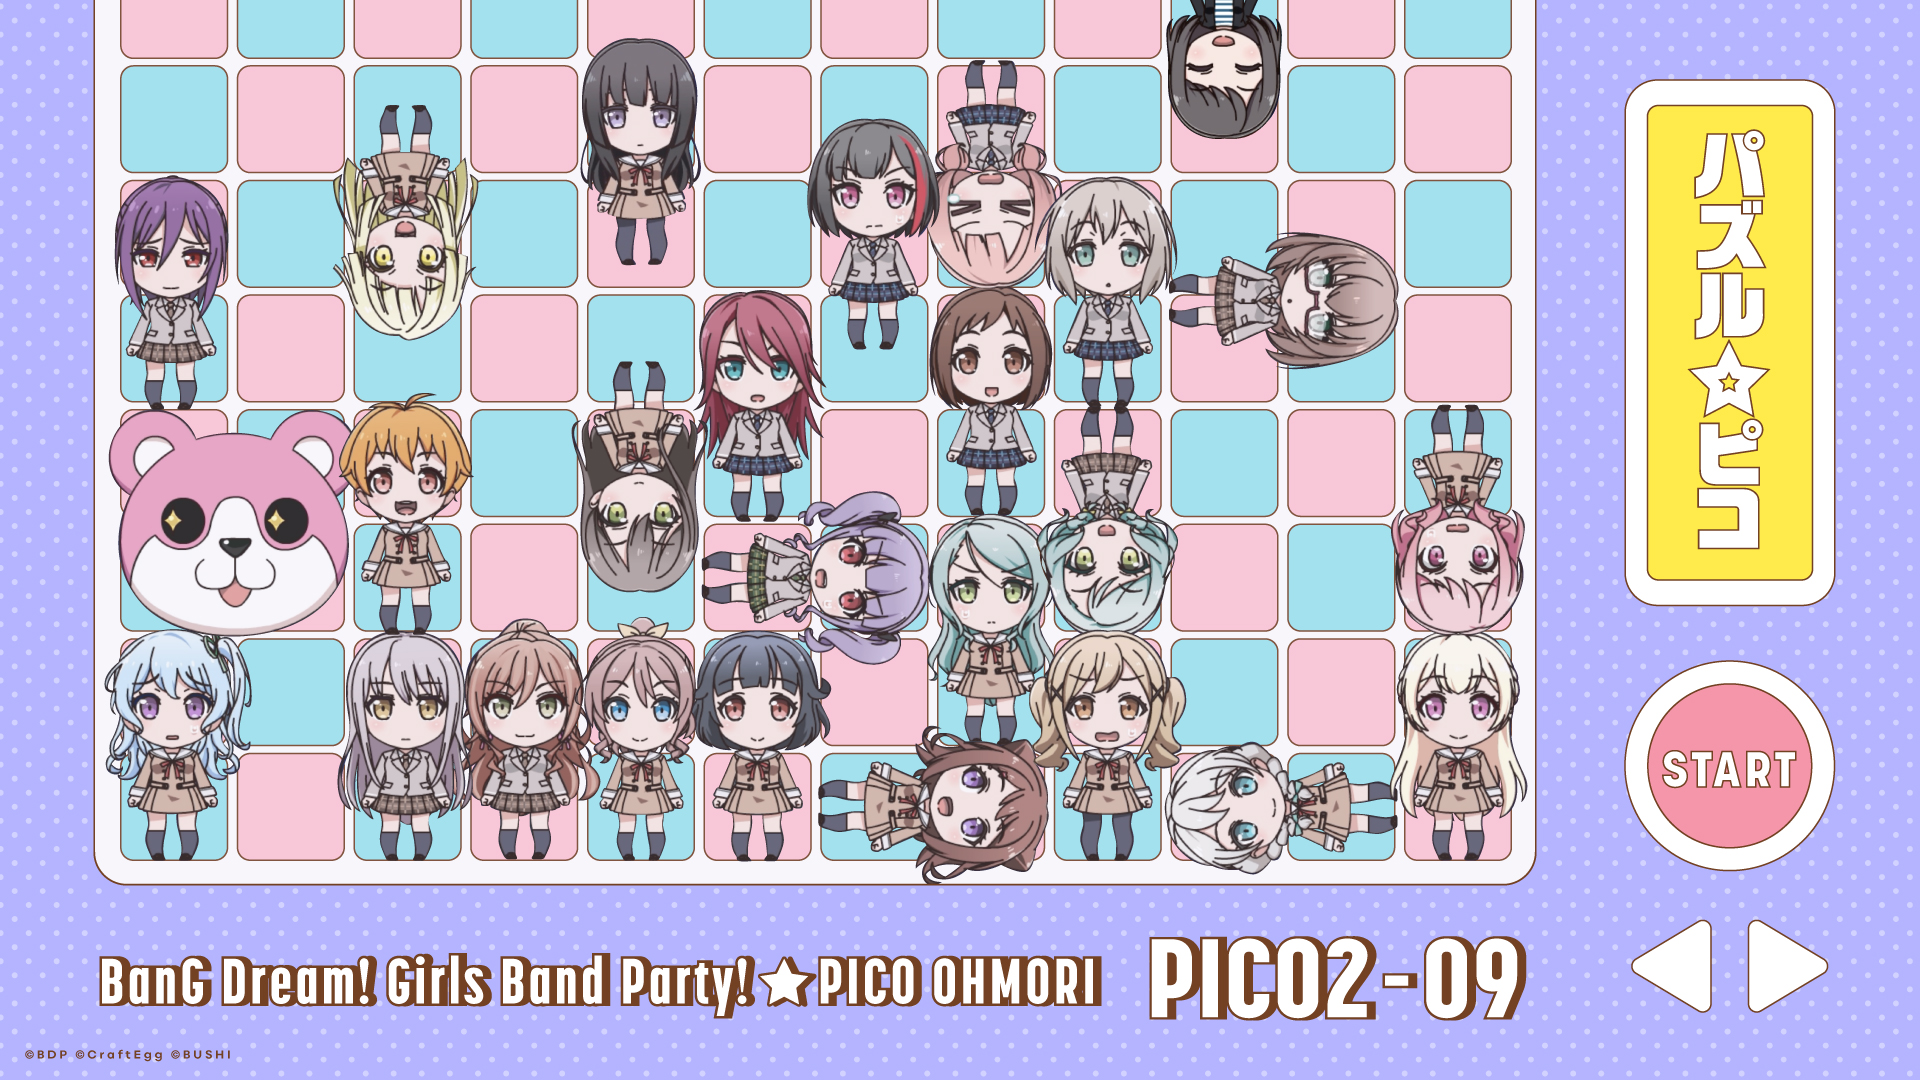 パズル☆ピコ
START
BanG Dream! Girls Band Party!★PICO OHMORI
PICO2-09
©BDP ©CraftEgg ©BUSHI